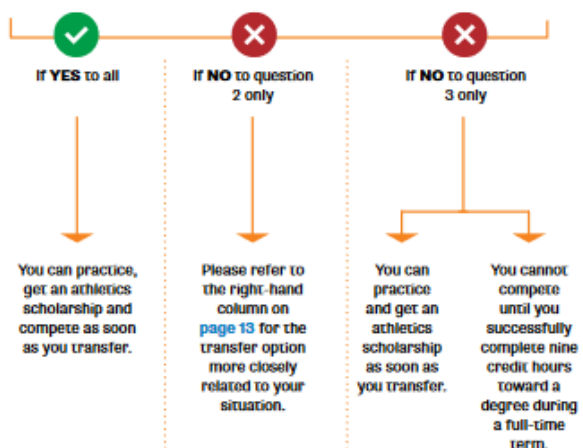 If YES to all
If NO to question
2 only
If NO to question
3 only
You can practice,
get an athletics
scholarship and
compete as soon
as you transfer.
Please refer to
the right-hand
column on
page 13 for the
transfer option
more closely
related to your
situation.
You can
practice
and get an
athletics
scholarship
as soon as
you transfer.
You cannot
compete
until you
successfully
complete nine
credit hours
toward a
degree during
a full-time
term.